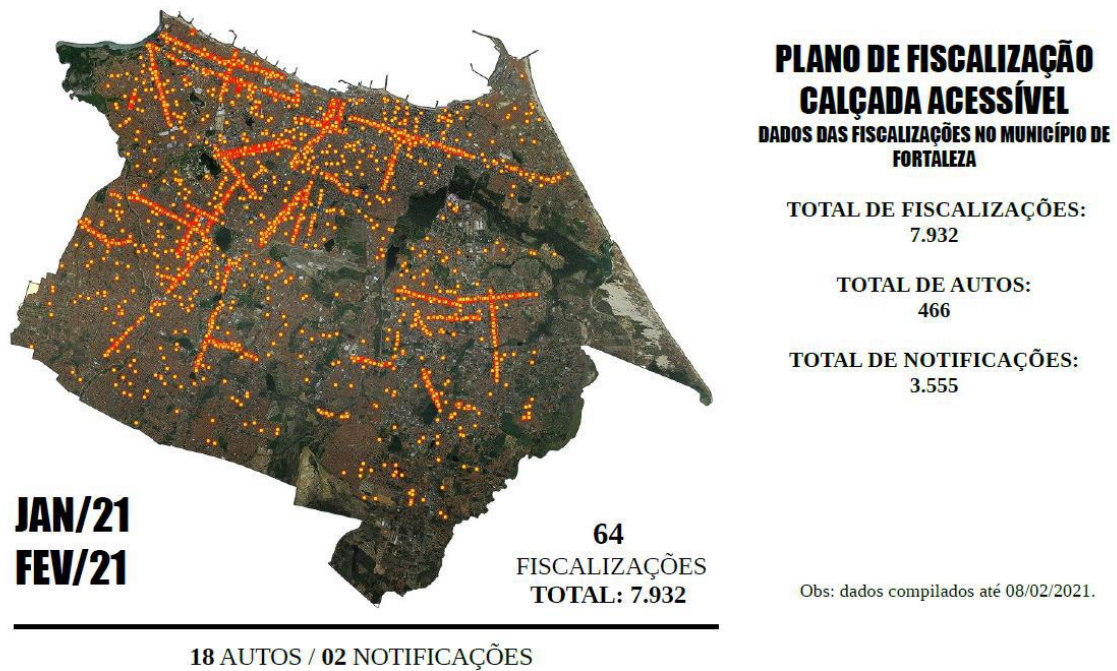 PLANO DE FISCALIZAÇÃO
CALÇADA ACESSÍVEL
DADOS DAS FISCALIZAÇÕES NO MUNICÍPIO DE
FORTALEZA
TOTAL DE FISCALIZAÇÕES:
7.932
TOTAL DE AUTOS:
466
TOTAL DE NOTIFICAÇÕES:
3.555
JAN/21
FEV/21
64
FISCALIZAÇÕES
TOTAL: 7.932
Obs: dados compilados até 08/02/2021.
18 AUTOS / 02 NOTIFICAÇÕES